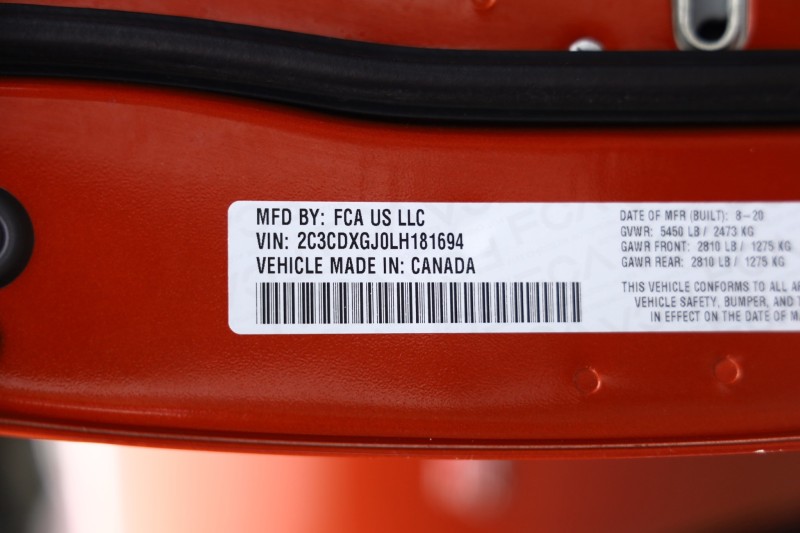 MFD BY: FCA US LLC
VIN: 2C3CDXGJ0LH181694
VEHICLE MADE IN: CANADA
DATE OF MFR (BUILT): 8-20
GVWR: 5450 LB / 2473 KG
GAWR FRONT: 2810 LB / 1275 KG
GAWR REAR: 2810 LB / 1275 KG
THIS VEHICLE CONFORMS TO ALL
VEHICLE SAFETY, BUMPER, AND
IN EFFECT ON THE DATE OF